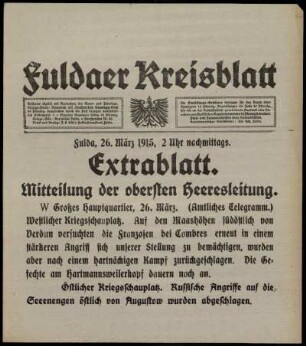 Fuldaer Kreisblatt
Fulda, 26. März 1915, 2 Uhr nachmittags.
Extrablatt.
Mitteilung der obersten Heeresleitung.
W Großes Hauptquartier, 26. März. (Amtliches Telegramm.)
Westlicher Kriegsschauplatz. Auf den Maashöhen südöstlich von
Verdun versuchten die Franzosen bei Combres erneut in einem
stärkeren Angriff sich unserer Stellung zu bemächtigen, wurden
aber nach einem hartnäckigen Kampf zurückgeschlagen. Die Ge-
fechte am Hartmannsweilerkopf dauern noch an.
Östlicher Kriegsschauplatz. Russische Angriffe auf die
Seeenengen östlich von Augustow wurden abgeschlagen.